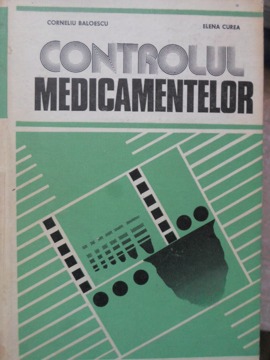 CORNELIU BALOESCU
ELENA CUREA
CONTROLUL
MEDICAMENTELOR